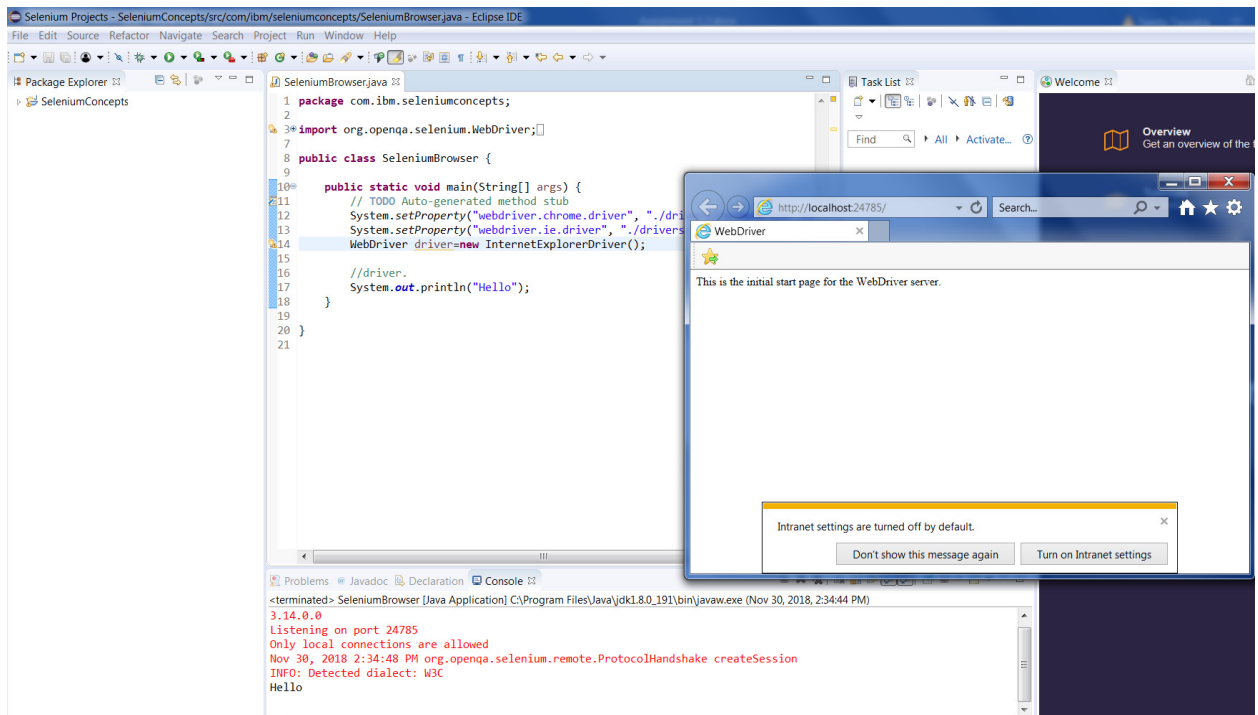 Selenium Projects - SeleniumConcepts/src/com/ibm/seleniumconcepts/SeleniumBrowser.java - Eclipse IDE
File Edit Source Refactor Navigate Search Project Run Window Help
Package Explorer
SeleniumConcepts
SeleniumBrowser.java
1 package com.ibm.seleniumconcepts;
2
3 import org.openqa.selenium.WebDriver;
7
8 public class SeleniumBrowser {
9
10 public static void main(String[] args) {
11 // TODO Auto-generated method stub
12 System.setProperty("webdriver.chrome.driver", "./dri
13 System.setProperty("webdriver.ie.driver", "./drivers
14 WebDriver driver=new InternetExplorerDriver();
15
16 //driver.
17 System.out.println("Hello");
18 }
19
20 }
21
Task List
Find All Activate...
Welcome
Overview
Get an overview of the f
http://localhost:24785/ Search...
WebDriver
This is the initial start page for the WebDriver server.
Intranet settings are turned off by default.
Don't show this message again Turn on Intranet settings
Problems @ Javadoc Declaration Console
<terminated> SeleniumBrowser [Java Application] C:\Program Files\Java\jdk1.8.0_191\bin\javaw.exe (Nov 30, 2018, 2:34:44 PM)
3.14.0.0
Listening on port 24785
Only local connections are allowed
Nov 30, 2018 2:34:48 PM org.openqa.selenium.remote.ProtocolHandshake createSession
INFO: Detected dialect: W3C
Hello